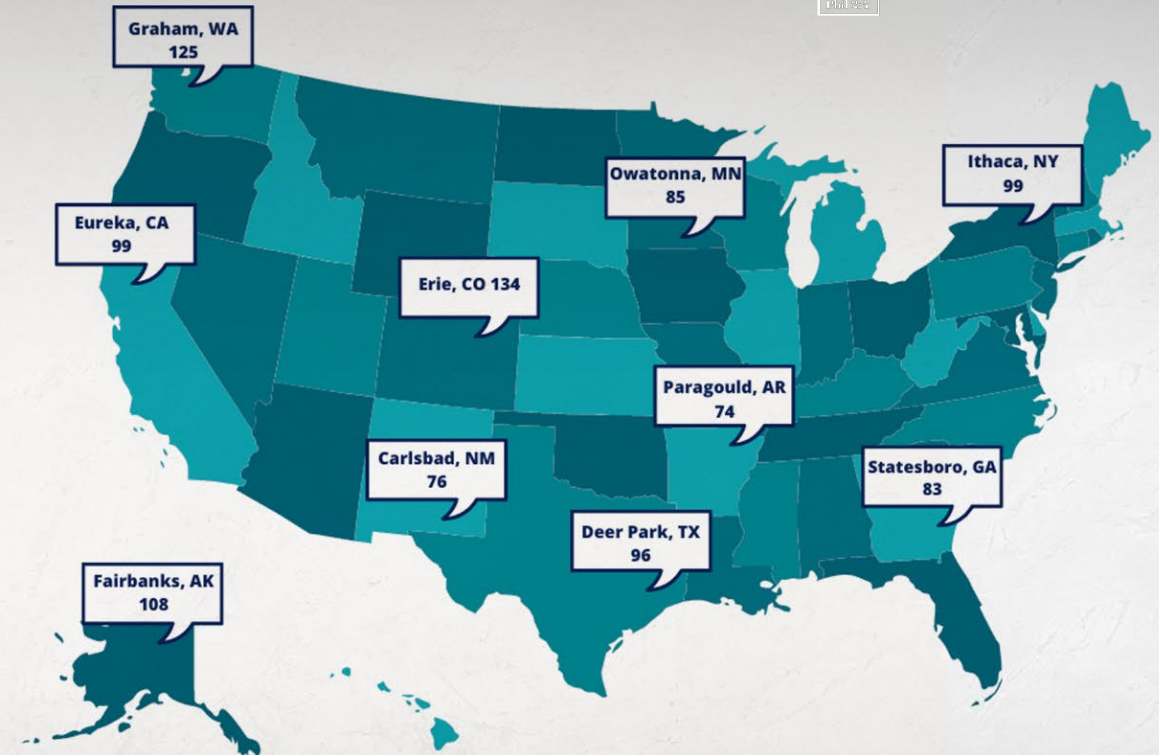 Graham, WA
125
Owatonna, MN
85
Ithaca, NY
99
Eureka, CA
99
Erie, CO 134
Paragould, AR
74
Carlsbad, NM
76
Statesboro, GA
83
Deer Park, TX
96
Fairbanks, AK
108